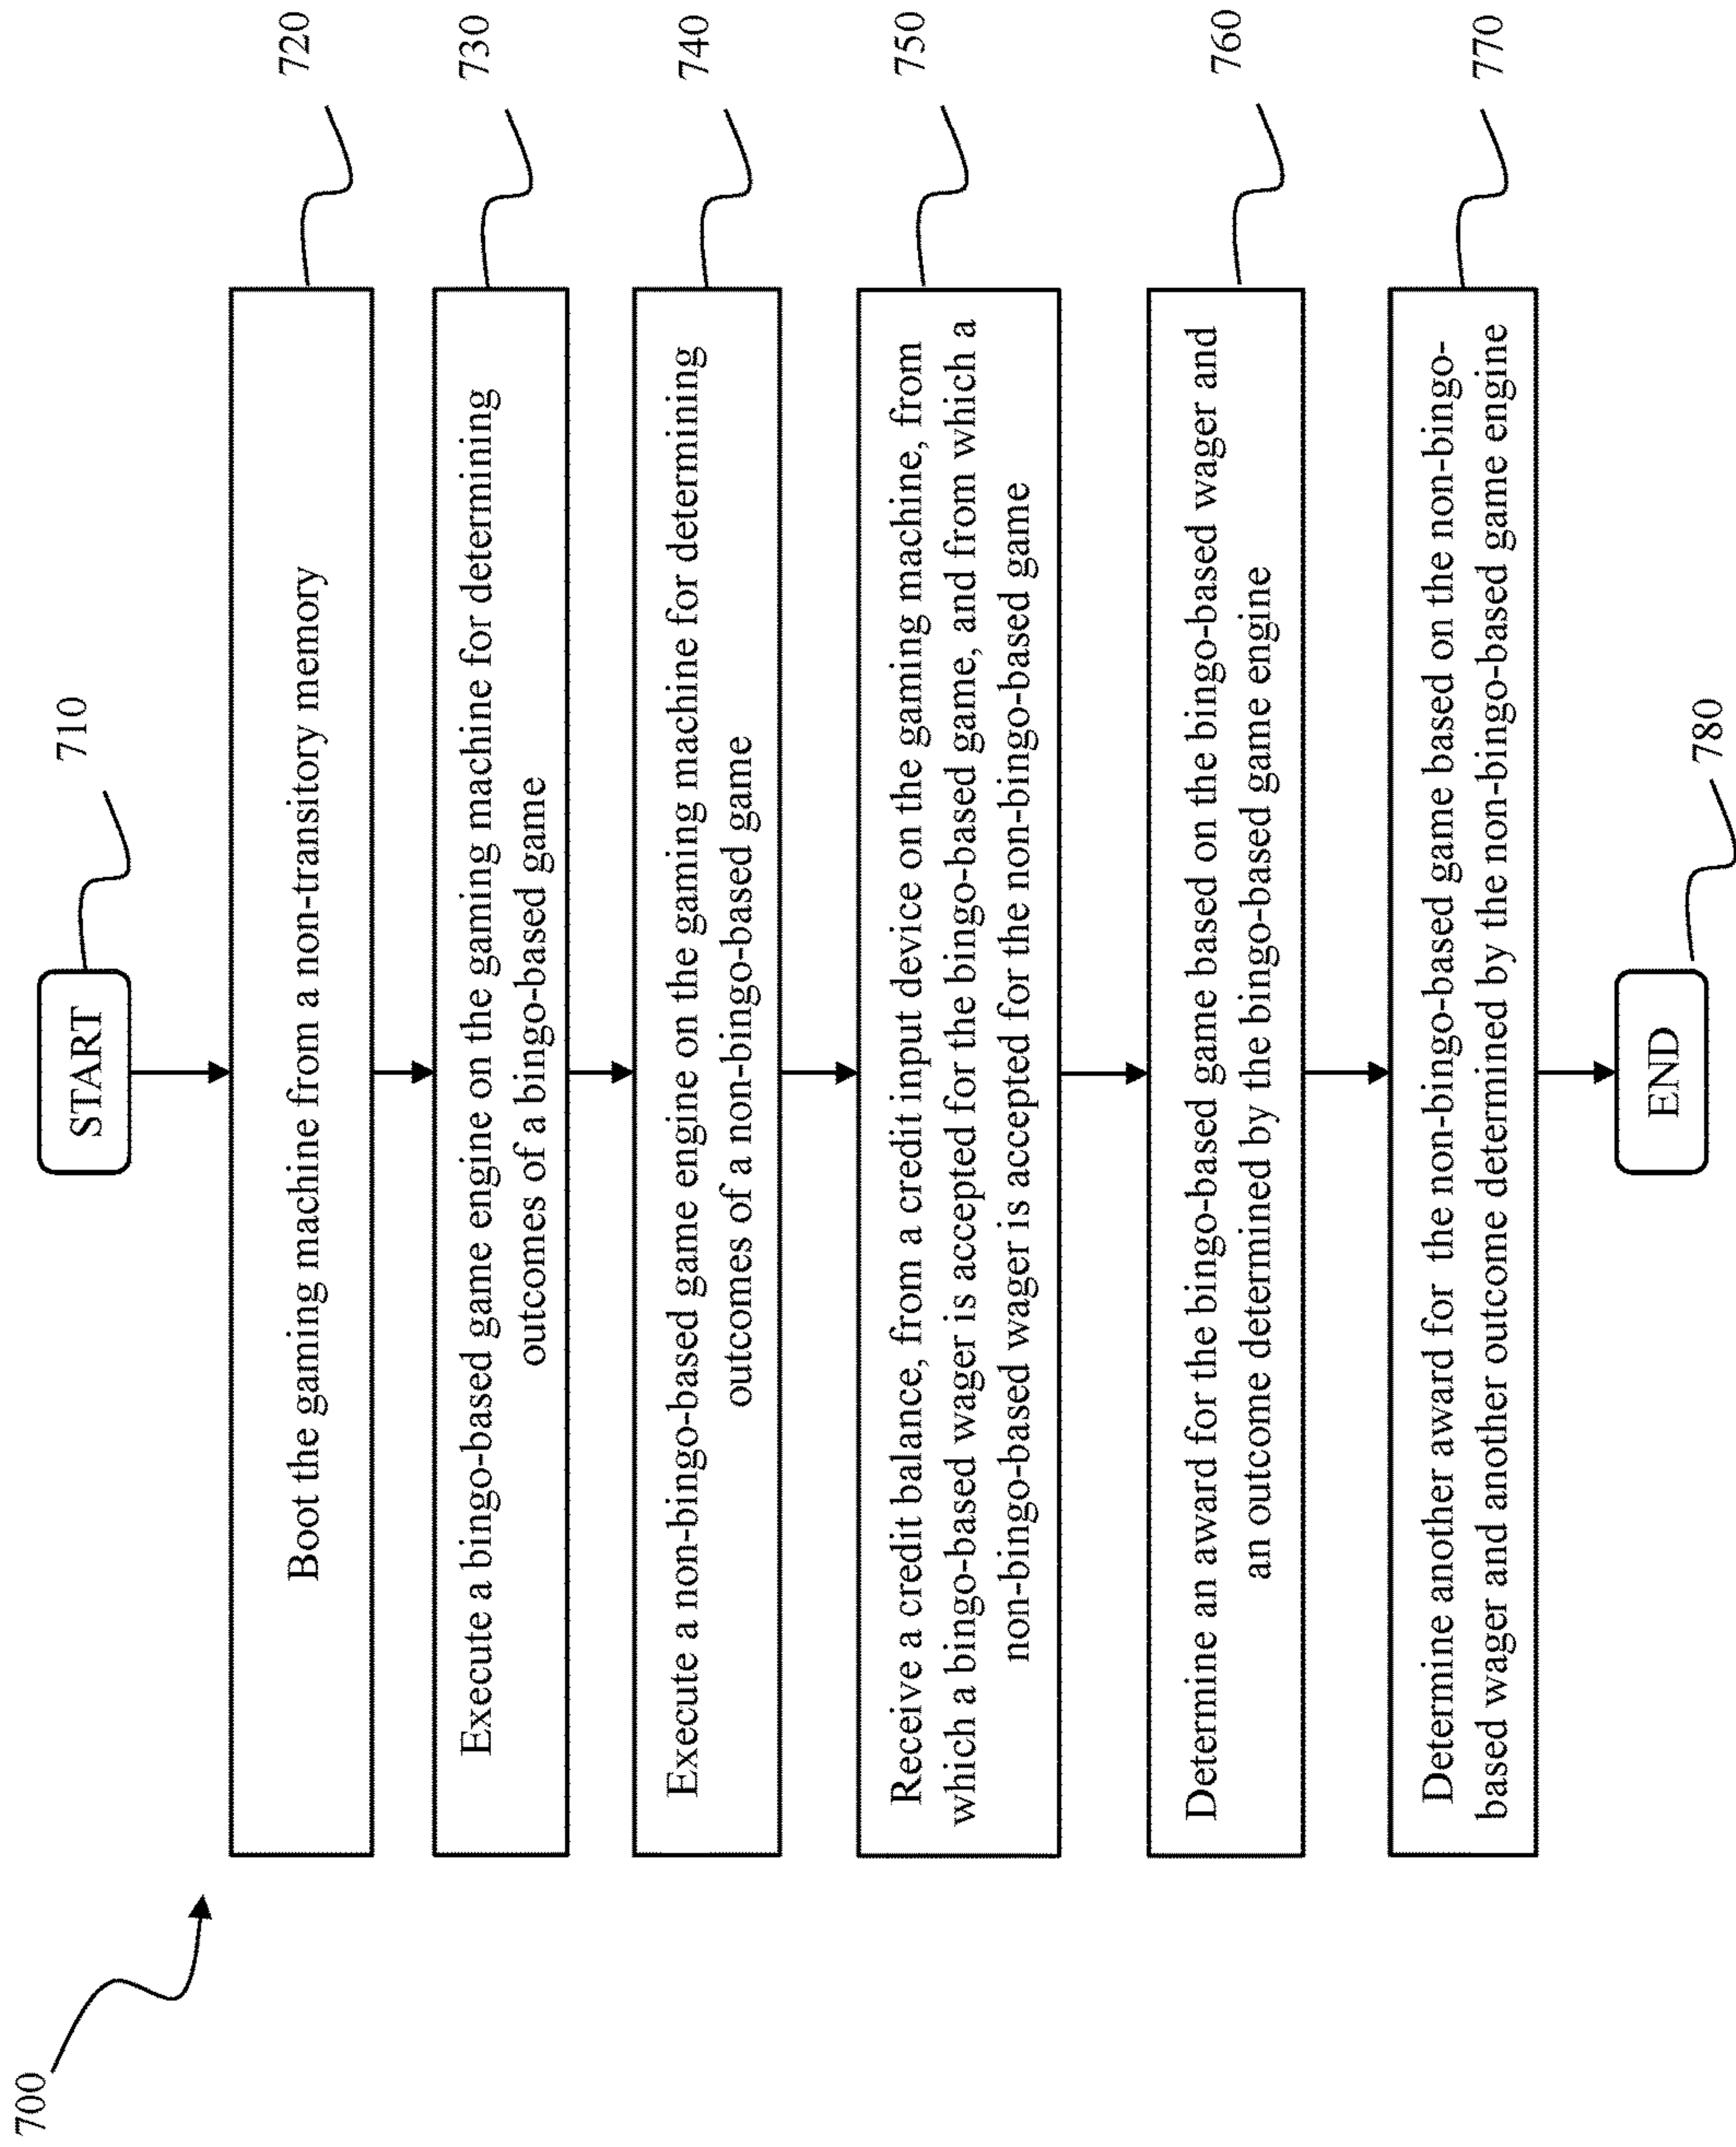 700
START
710
Boot the gaming machine from a non-transitory memory
720
Execute a bingo-based game engine on the gaming machine for determining
outcomes of a bingo-based game
730
Execute a non-bingo-based game engine on the gaming machine for determining
outcomes of a non-bingo-based game
740
Receive a credit balance, from a credit input device on the gaming machine, from
which a bingo-based wager is accepted for the bingo-based game, and from which a
non-bingo-based wager is accepted for the non-bingo-based game
750
Determine an award for the bingo-based game based on the bingo-based wager and
an outcome determined by the bingo-based game engine
760
Determine another award for the non-bingo-based game based on the non-bingo-
based wager and another outcome determined by the non-bingo-based game engine
770
END
780